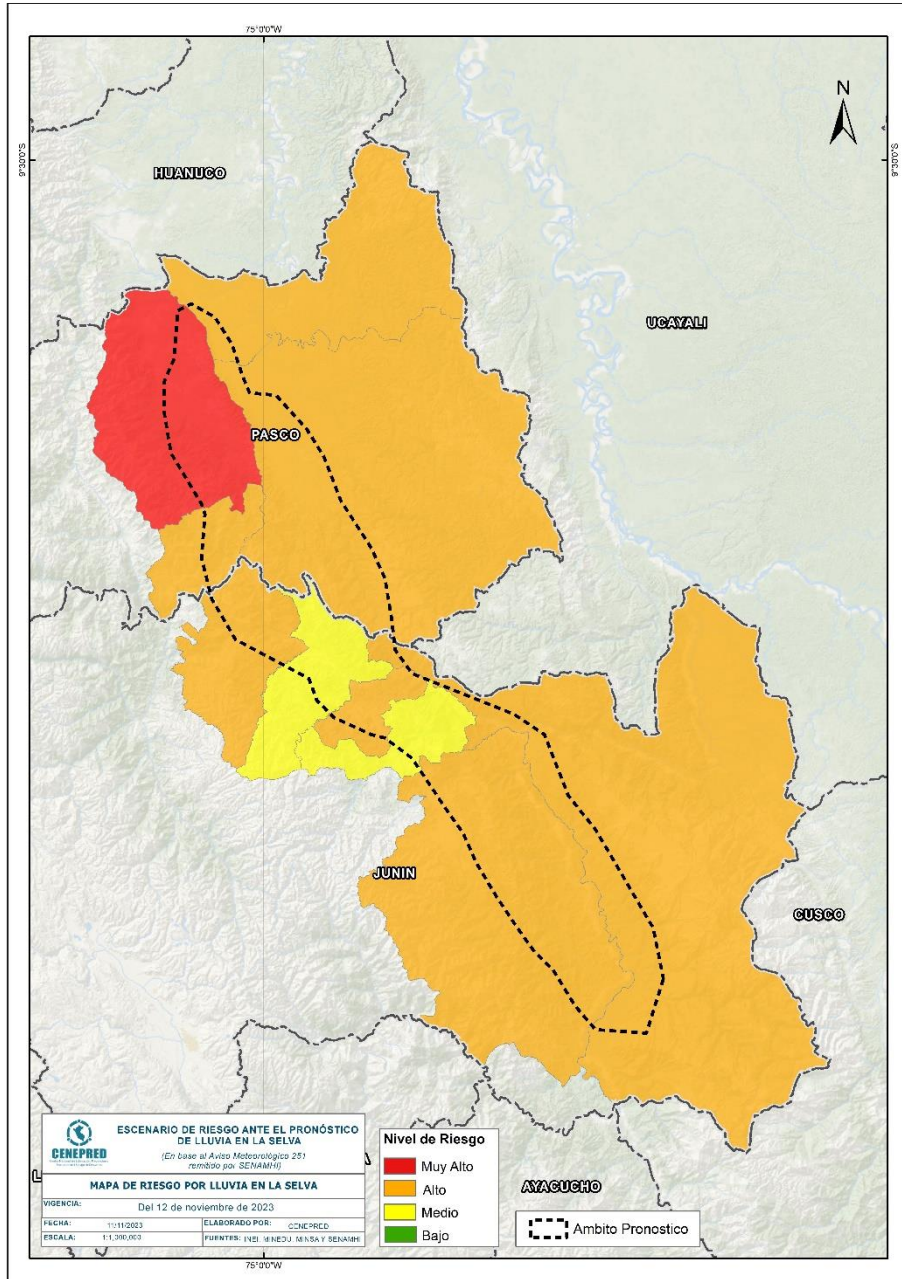 75°0'0"W
N
9°30'0"S
9°30'0"S
HUANUCO
UCAYALI
PASCO
JUNIN
CUSCO
AYACUCHO
L
A
CENEPRED
ESCENARIO DE RIESGO ANTE EL PRONÓSTICO
DE LLUVIA EN LA SELVA
(En base al Aviso Meteorológico 251
remitido por SENAMHI)
MAPA DE RIESGO POR LLUVIA EN LA SELVA
VIGENCIA: Del 12 de noviembre de 2023
FECHA: 11/11/2023 ELABORADO POR: CENEPRED
ESCALA: 1:1,300,000 FUENTES: INEI, MINEDU, MINSA Y SENAMHI
Nivel de Riesgo
Muy Alto
Alto
Medio
Bajo
Ambito Pronostico
75°0'0"W